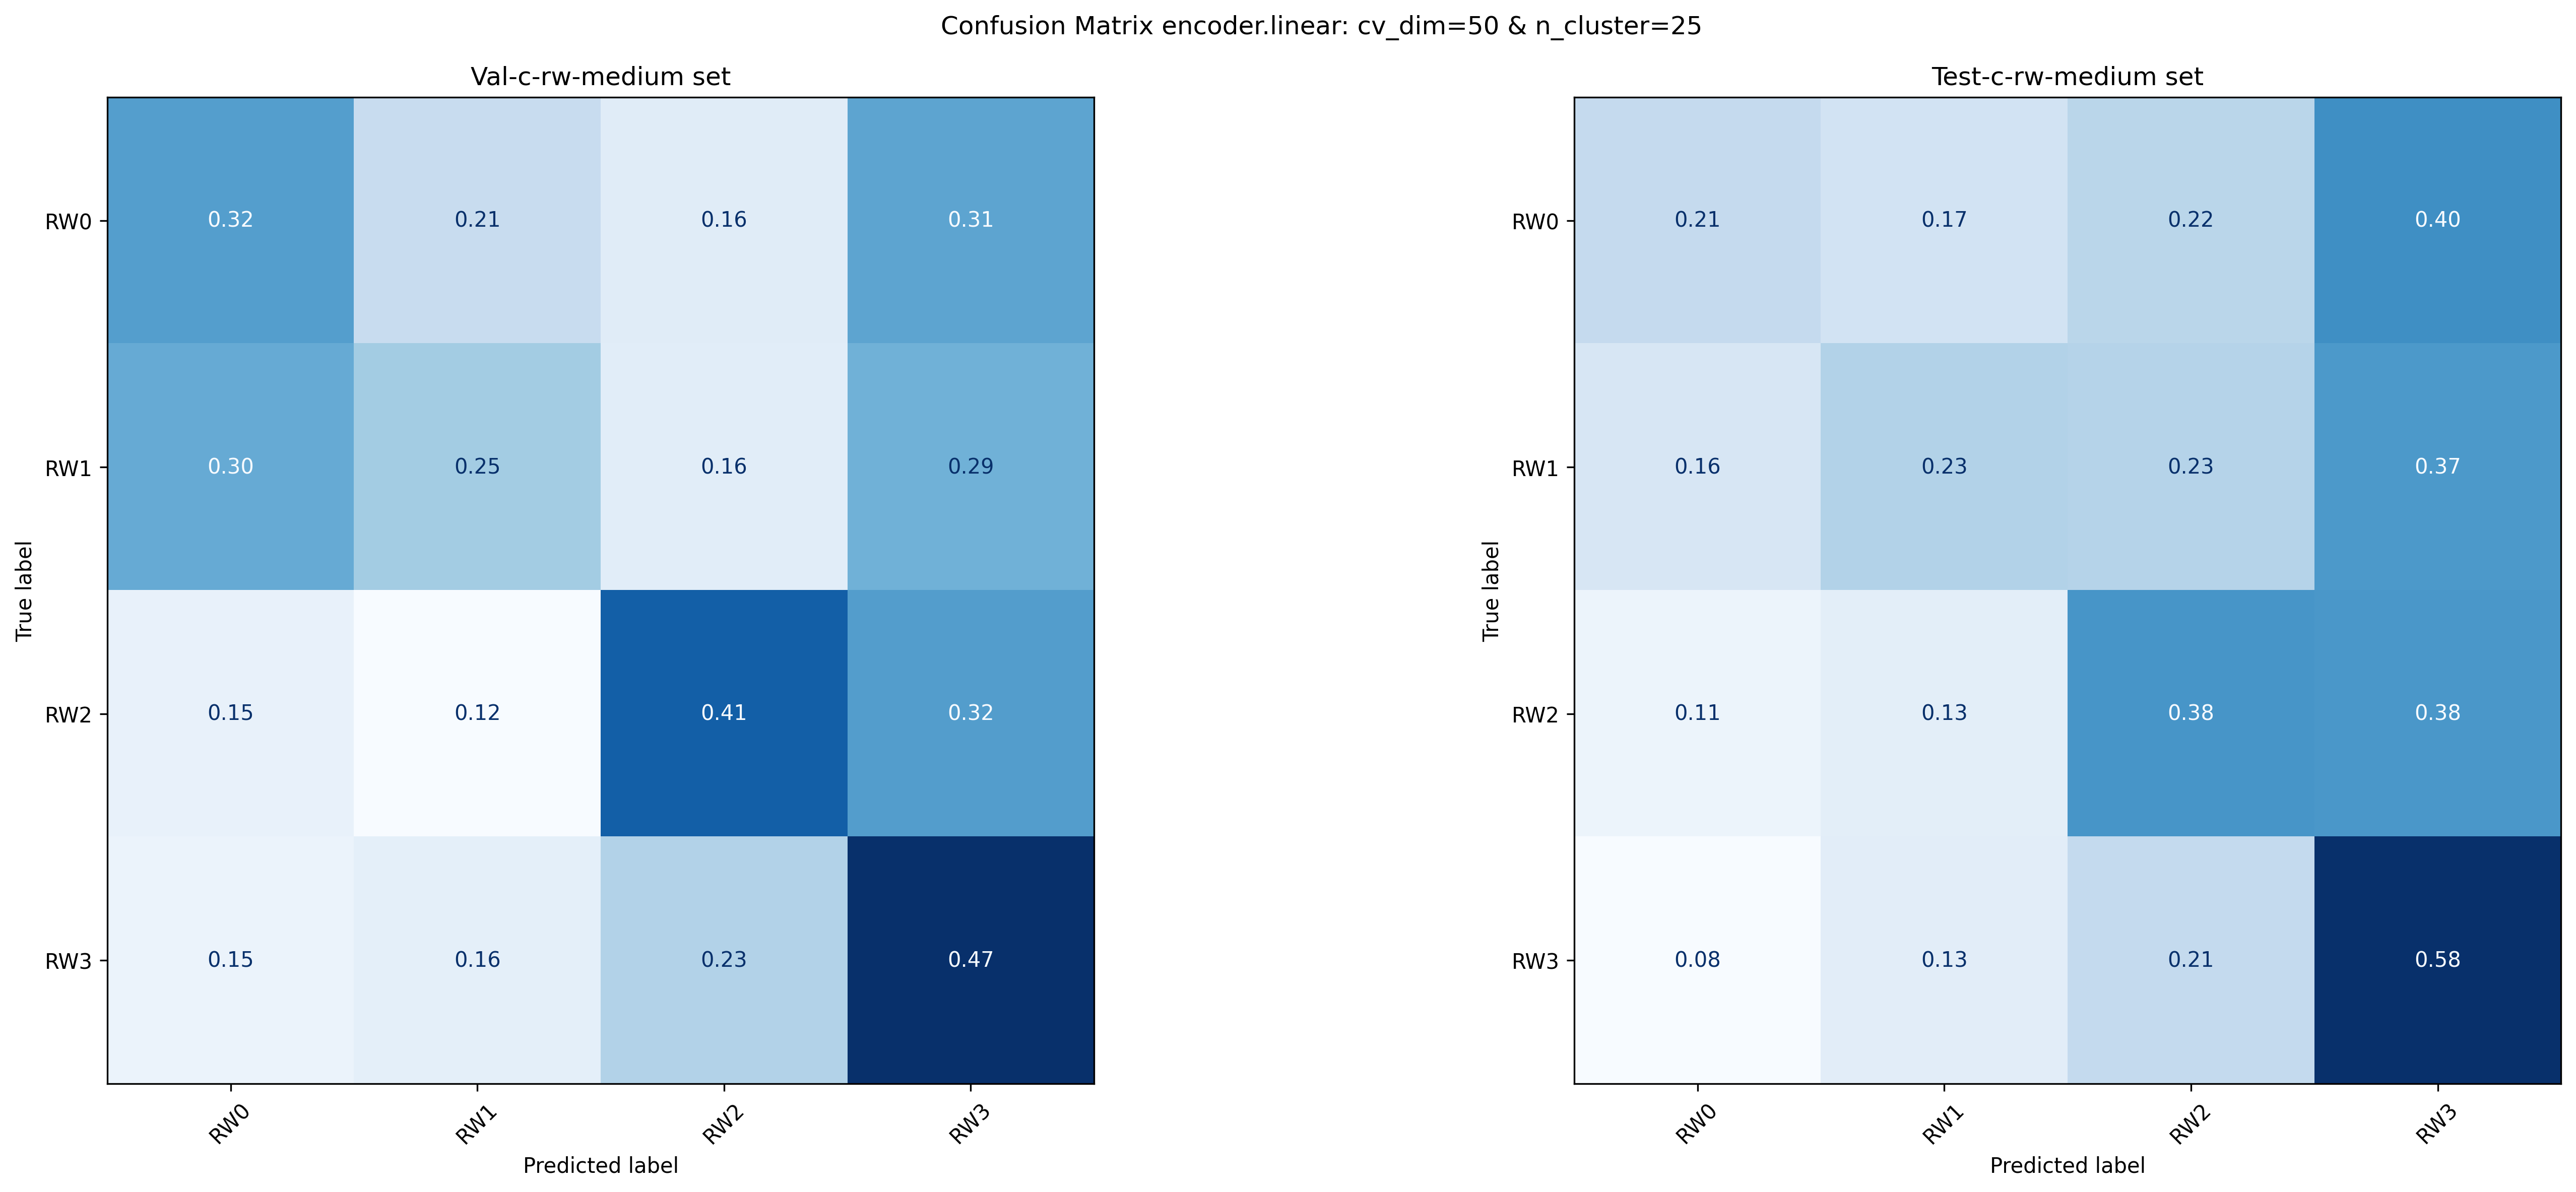 Confusion Matrix encoder.linear: cv_dim=50 & n_cluster=25
Val-c-rw-medium set
True label
RW0 0.32 0.21 0.16 0.31
RW1 0.30 0.25 0.16 0.29
RW2 0.15 0.12 0.41 0.32
RW3 0.15 0.16 0.23 0.47
RW0 RW1 RW2 RW3
Predicted label
Test-c-rw-medium set
True label
RW0 0.21 0.17 0.22 0.40
RW1 0.16 0.23 0.23 0.37
RW2 0.11 0.13 0.38 0.38
RW3 0.08 0.13 0.21 0.58
RW0 RW1 RW2 RW3
Predicted label